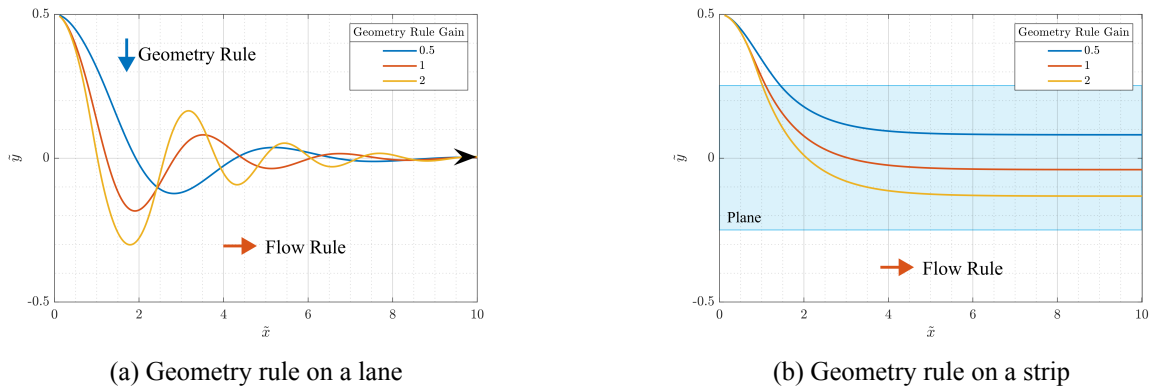 0.5
0
-0.5
ỹ
0 2 4 6 8 10
x̃
Geometry Rule
Geometry Rule Gain
0.5
1
2
Flow Rule
(a) Geometry rule on a lane
0.5
0
-0.5
ỹ
0 2 4 6 8 10
x̃
Geometry Rule Gain
0.5
1
2
Plane
Flow Rule
(b) Geometry rule on a strip